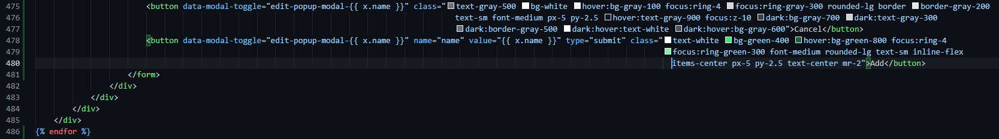 475 <button data-modal-toggle="edit-popup-modal-{{ x.name }}" class="text-gray-500 bg-white hover:bg-gray-100 focus:ring-4 focus:ring-gray-300 rounded-lg border border-gray-200
476 text-sm font-medium px-5 py-2.5 hover:text-gray-900 focus:z-10 dark:bg-gray-700 dark:text-gray-300
477 dark:border-gray-500 dark:hover:text-white dark:hover:bg-gray-600">Cancel</button>
478 <button data-modal-toggle="edit-popup-modal-{{ x.name }}" name="name" value="{{ x.name }}" type="submit" class="text-white bg-green-400 hover:bg-green-800 focus:ring-4
479 focus:ring-green-300 font-medium rounded-lg text-sm inline-flex
480 items-center px-5 py-2.5 text-center mr-2">Add</button>
481 </form>
482 </div>
483 </div>
484 </div>
485 </div>
486 {% endfor %}